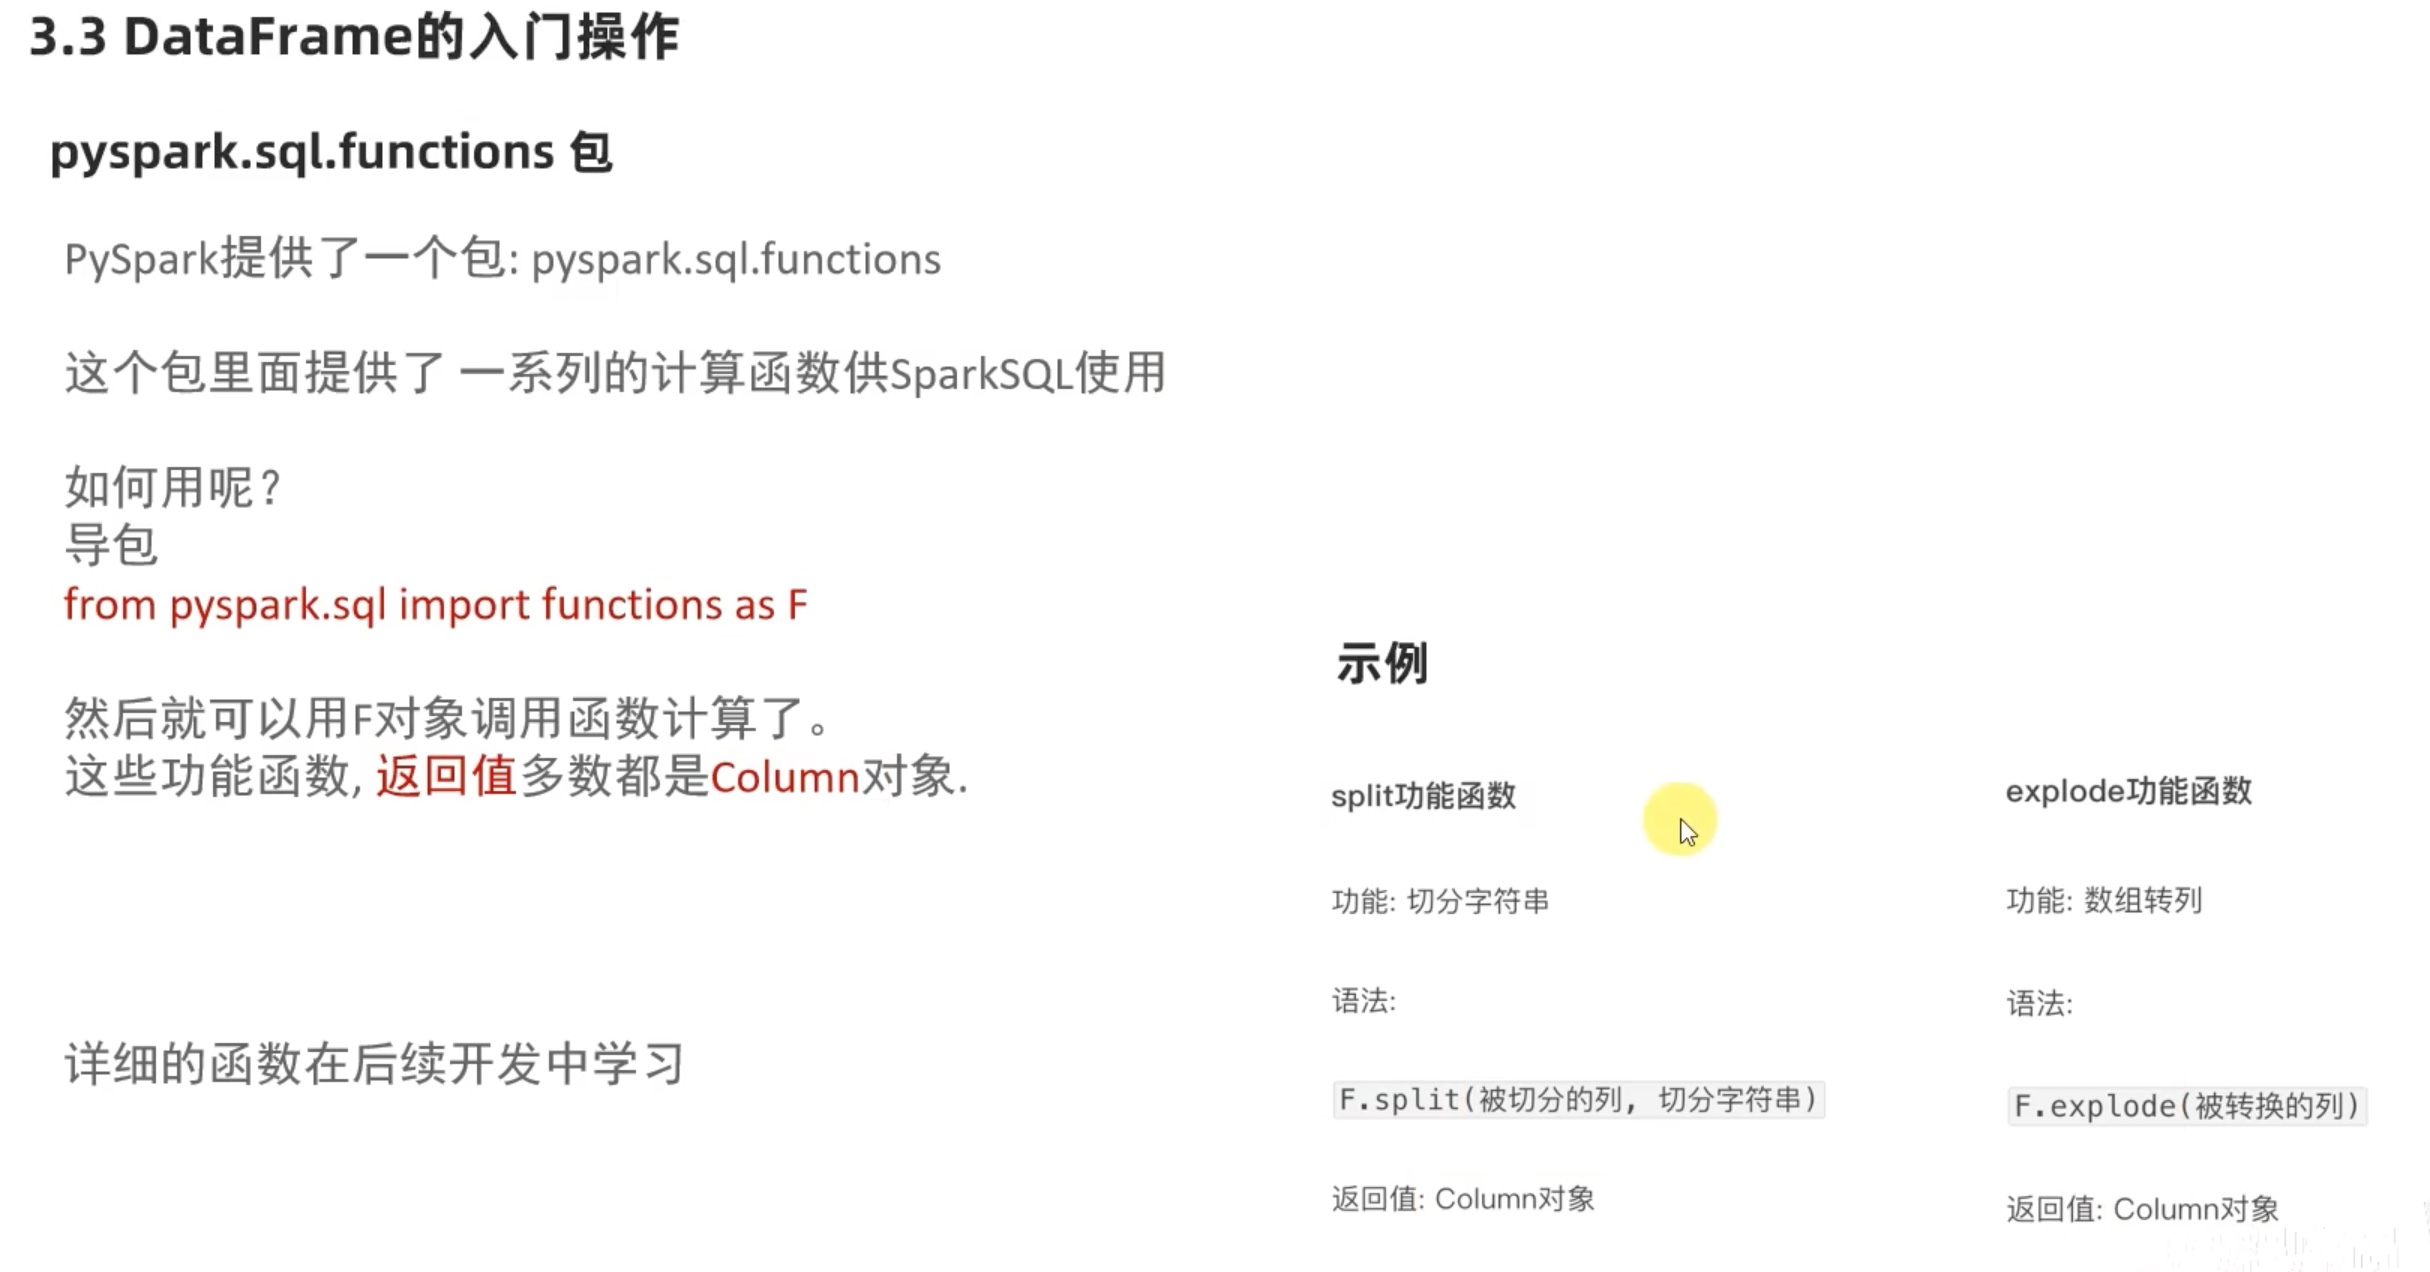 3.3 DataFrame的入门操作
pyspark.sql.functions 包
PySpark提供了一个包: pyspark.sql.functions
这个包里面提供了 一系列的计算函数供SparkSQL使用
如何用呢？
导包
from pyspark.sql import functions as F
然后就可以用F对象调用函数计算了。
这些功能函数, 返回值多数都是Column对象.
详细的函数在后续开发中学习
示例
split功能函数
功能: 切分字符串
语法:
F.split(被切分的列, 切分字符串)
返回值: Column对象
explode功能函数
功能: 数组转列
语法:
F.explode(被转换的列)
返回值: Column对象